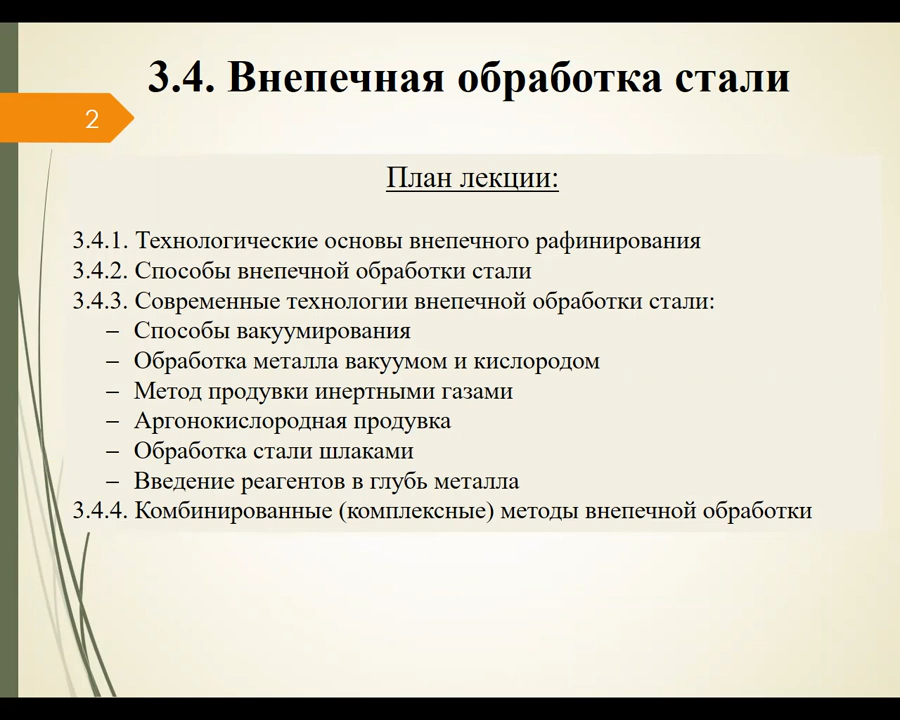 3.4. Внепечная обработка стали
2
План лекции:
3.4.1. Технологические основы внепечного рафинирования
3.4.2. Способы внепечной обработки стали
3.4.3. Современные технологии внепечной обработки стали:
– Способы вакуумирования
– Обработка металла вакуумом и кислородом
– Метод продувки инертными газами
– Аргонокислородная продувка
– Обработка стали шлаками
– Введение реагентов в глубь металла
3.4.4. Комбинированные (комплексные) методы внепечной обработки